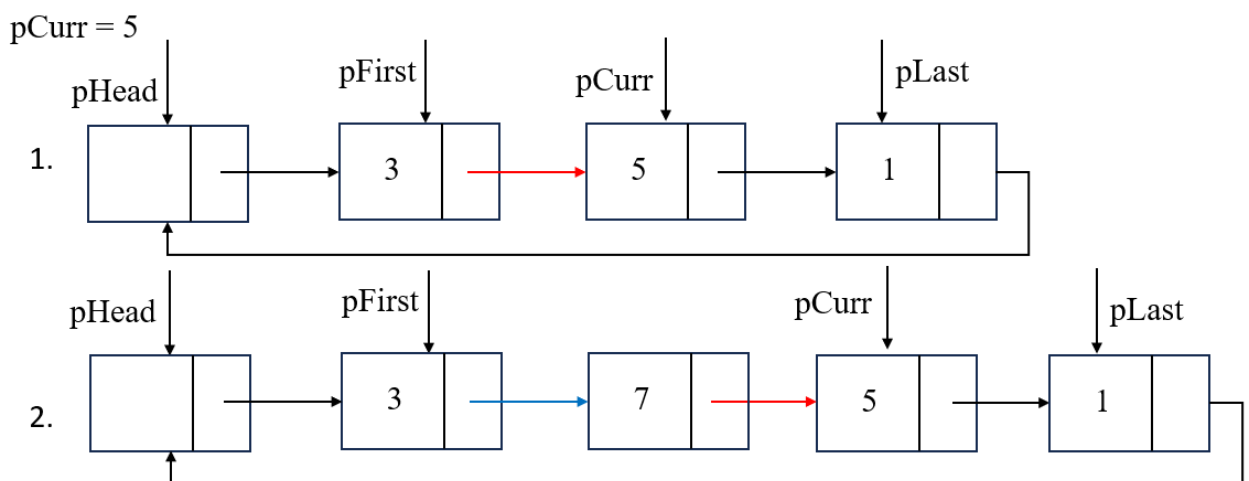 pCurr = 5
pHead pFirst pCurr pLast
1. 3 5 1
pHead pFirst pCurr pLast
2. 3 7 5 1